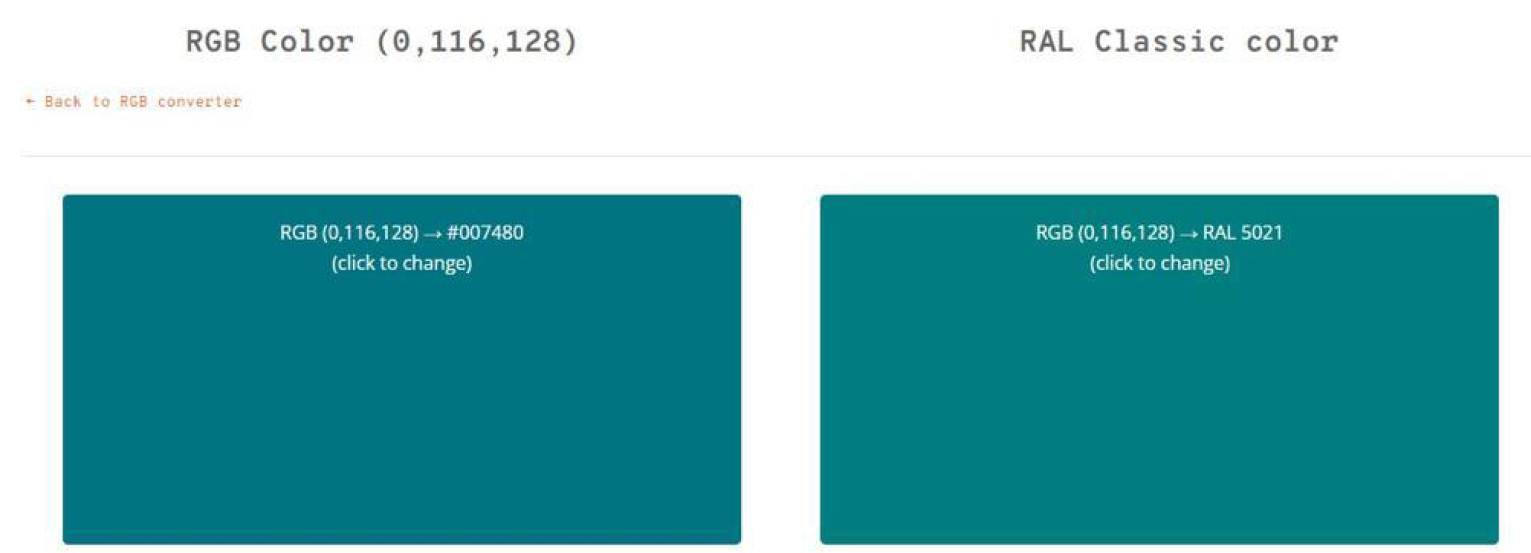 RGB Color (0,116,128)
RAL Classic color
← Back to RGB converter
RGB (0,116,128) → #007480
(click to change)
RGB (0,116,128) → RAL 5021
(click to change)